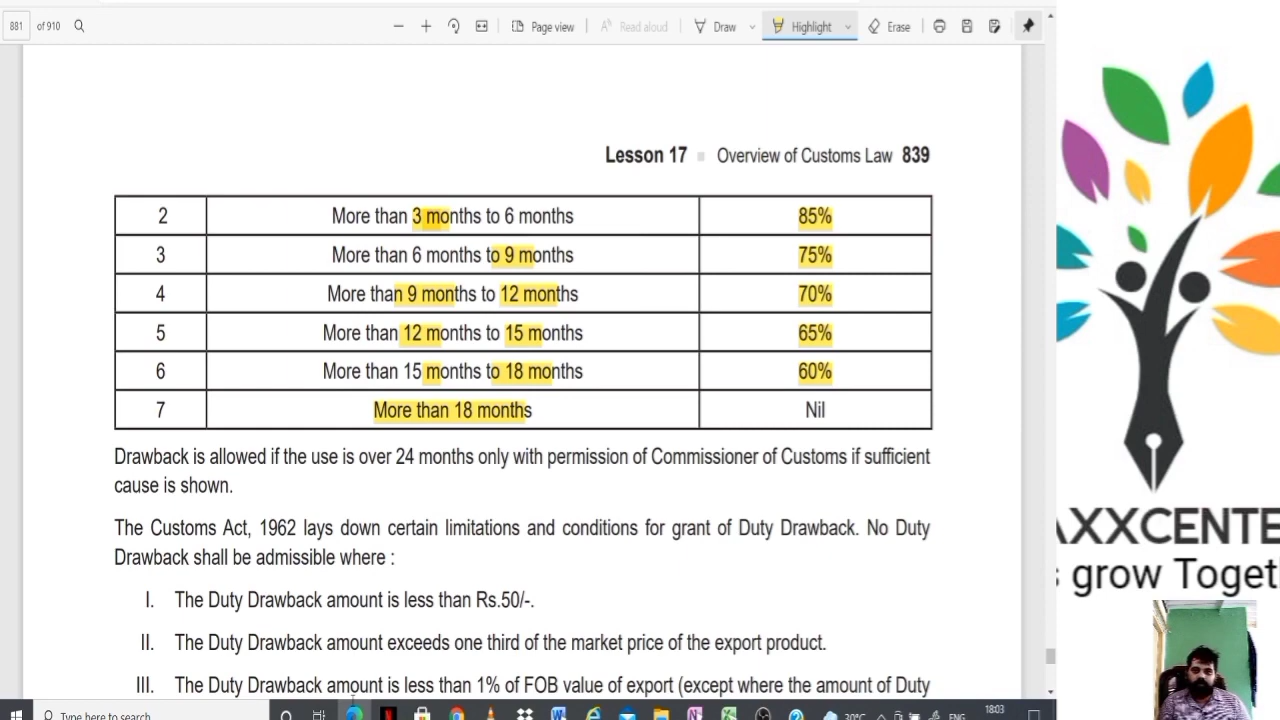 881 of 910
Page view
Read aloud
Draw
Highlight
Erase
Lesson 17 Overview of Customs Law 839
2 More than 3 months to 6 months 85%
3 More than 6 months to 9 months 75%
4 More than 9 months to 12 months 70%
5 More than 12 months to 15 months 65%
6 More than 15 months to 18 months 60%
7 More than 18 months Nil
Drawback is allowed if the use is over 24 months only with permission of Commissioner of Customs if sufficient
cause is shown.
The Customs Act, 1962 lays down certain limitations and conditions for grant of Duty Drawback. No Duty
Drawback shall be admissible where :
I. The Duty Drawback amount is less than Rs.50/-.
II. The Duty Drawback amount exceeds one third of the market price of the export product.
III. The Duty Drawback amount is less than 1% of FOB value of export (except where the amount of Duty
AXXCENTE
s grow Toget
Type here to search
30°C
ENG
18:03